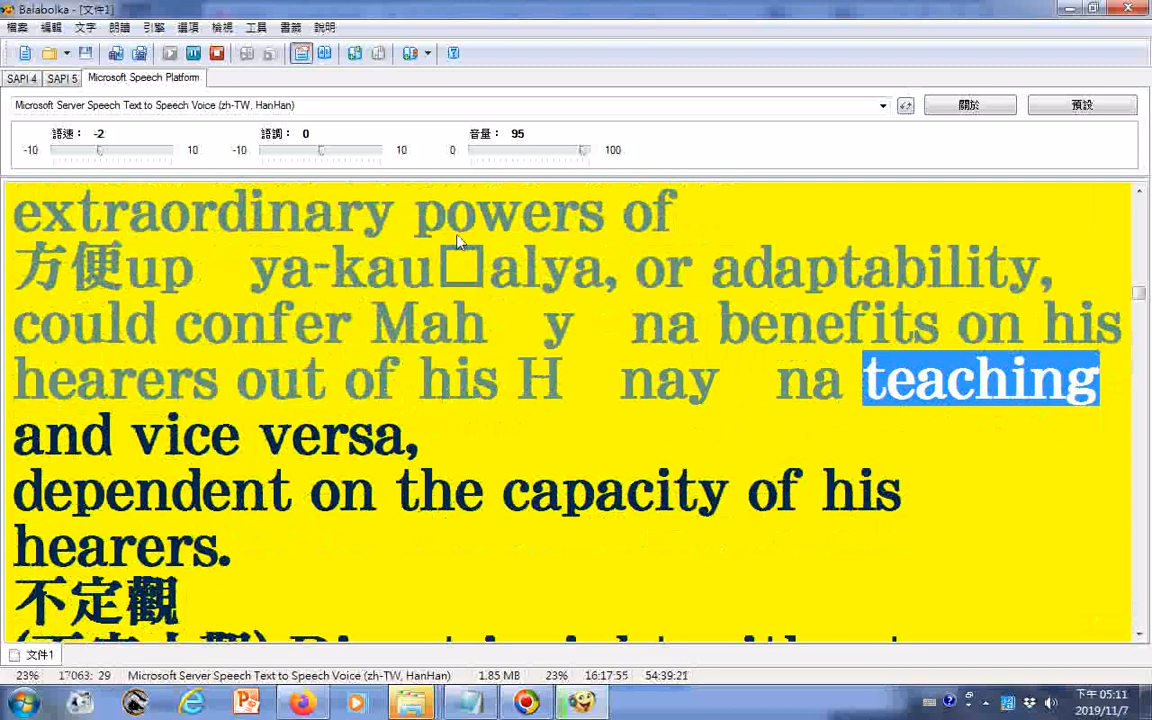 Balabolka - [文件1]
檔案 編輯 文字 朗讀 引擎 選項 檢視 工具 書籤 說明
SAPI 4 SAPI 5 Microsoft Speech Platform
Microsoft Server Speech Text to Speech Voice (zh-TW, HanHan) 關於 預設
語速： -2 語調： 0 音量： 95
-10 10 -10 10 0 100
extraordinary powers of
方便up ya-kau□alya, or adaptability,
could confer Mah y na benefits on his
hearers out of his H nay na teaching
and vice versa,
dependent on the capacity of his
hearers.
不定觀
文件1
23% 17063: 29 Microsoft Server Speech Text to Speech Voice (zh-TW, HanHan) 1.85 MB 23% 16:17:55 54:39:21
下午 05:11
2019/11/7